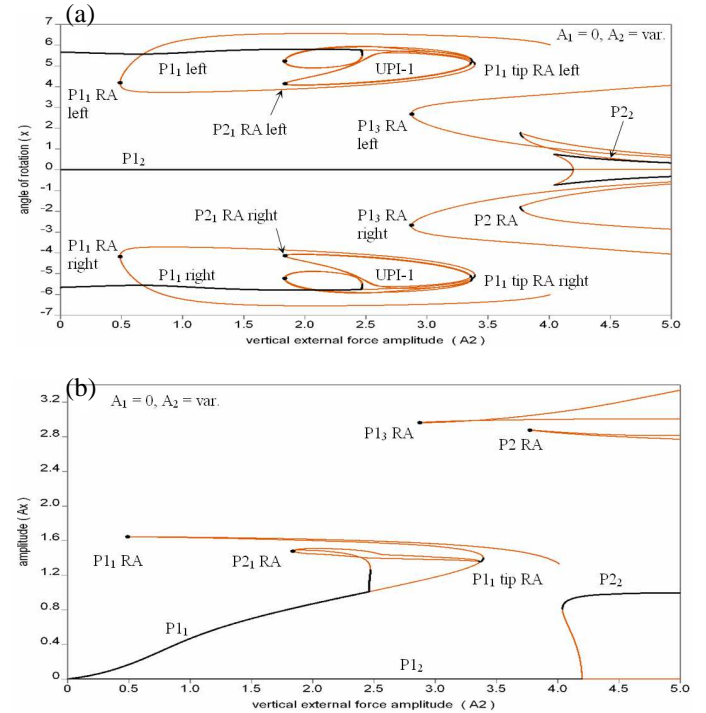 (a)
A₁ = 0, A₂ = var.
7
6
5
4
3
2
1
0
-1
-2
-3
-4
-5
-6
-7
angle of rotation ( x )
P1₁ left
P1₁ RA
left
P2₁ RA left
UPI-1
P1₁ tip RA left
P1₃ RA
left
P2₂
P1₂
P1₁ RA
right
P2₁ RA right
P1₃ RA
right
P2 RA
P1₁ right
UPI-1
P1₁ tip RA right
0 0.5 1.0 1.5 2.0 2.5 3.0 3.5 4.0 4.5 5.0
vertical external force amplitude ( A2 )
(b)
A₁ = 0, A₂ = var.
3.2
2.8
2.4
2.0
1.6
1.2
0.8
0.4
0
amplitude ( Ax )
P1₃ RA
P2 RA
P1₁ RA
P2₁ RA
P1₁ tip RA
P2₂
P1₁
P1₂
0 0.5 1.0 1.5 2.0 2.5 3.0 3.5 4.0 4.5 5.0
vertical external force amplitude ( A2 )